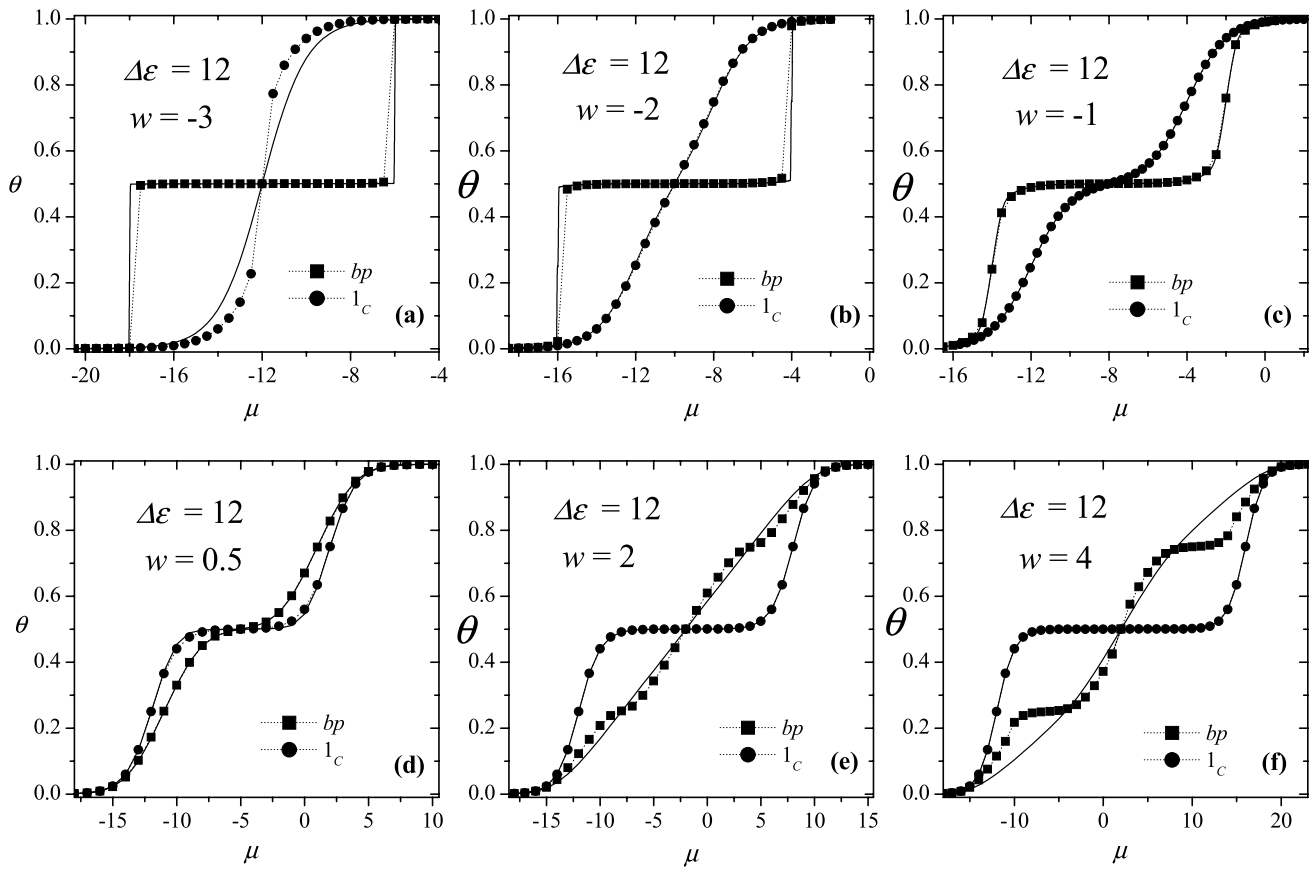 1.0
0.8
0.6
θ
0.4
0.2
0.0
Δε = 12
w = -3
bp
1C
(a)
-20 -16 -12 -8 -4
μ
1.0
0.8
0.6
θ
0.4
0.2
0.0
Δε = 12
w = -2
bp
1C
(b)
-16 -12 -8 -4 0
μ
1.0
0.8
0.6
θ
0.4
0.2
0.0
Δε = 12
w = -1
bp
1C
(c)
-16 -12 -8 -4 0
μ
1.0
0.8
0.6
θ
0.4
0.2
0.0
Δε = 12
w = 0.5
bp
1C
(d)
-15 -10 -5 0 5 10
μ
1.0
0.8
0.6
θ
0.4
0.2
0.0
Δε = 12
w = 2
bp
1C
(e)
-15 -10 -5 0 5 10 15
μ
1.0
0.8
0.6
θ
0.4
0.2
0.0
Δε = 12
w = 4
bp
1C
(f)
-10 0 10 20
μ